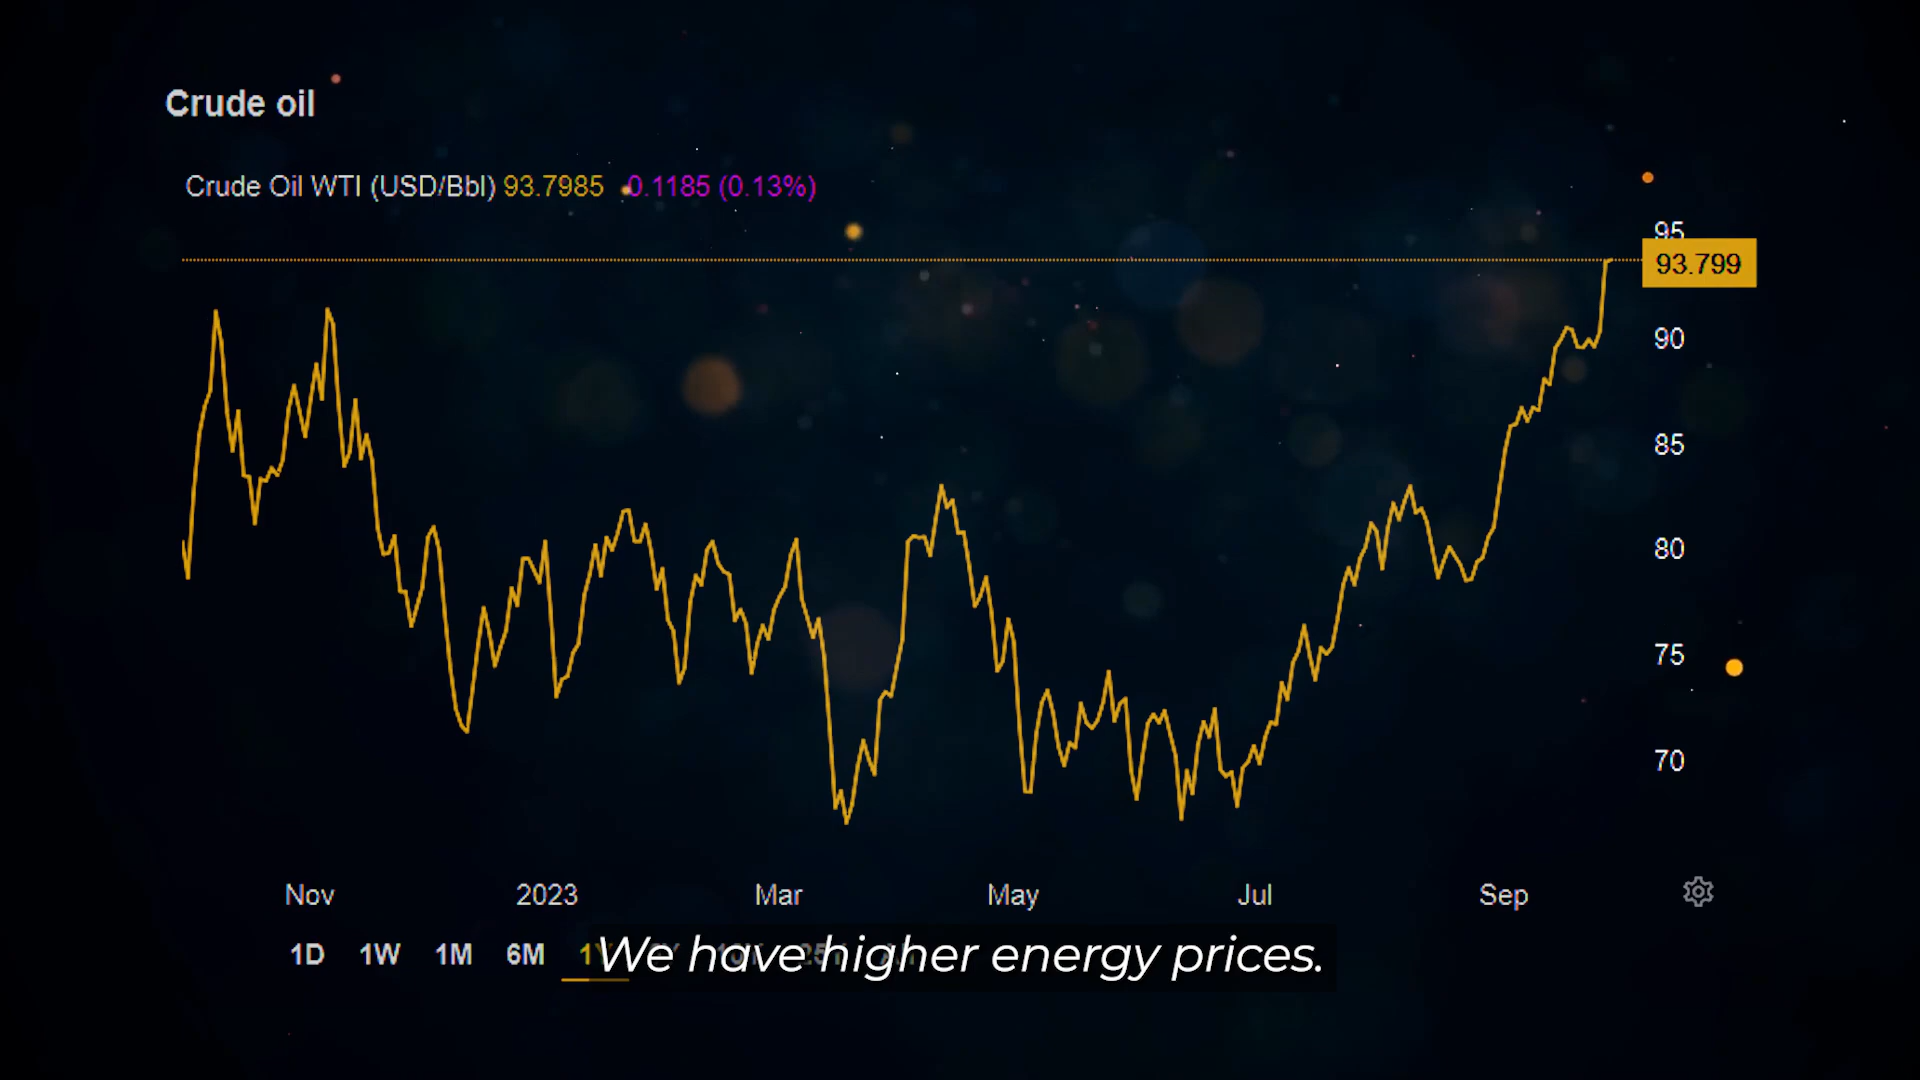 Crude oil
Crude Oil WTI (USD/Bbl) 93.7985 0.1185 (0.13%)
95
93.799
90
85
80
75
70
Nov 2023 Mar May Jul Sep
1D 1W 1M 6M 1Y
We have higher energy prices.